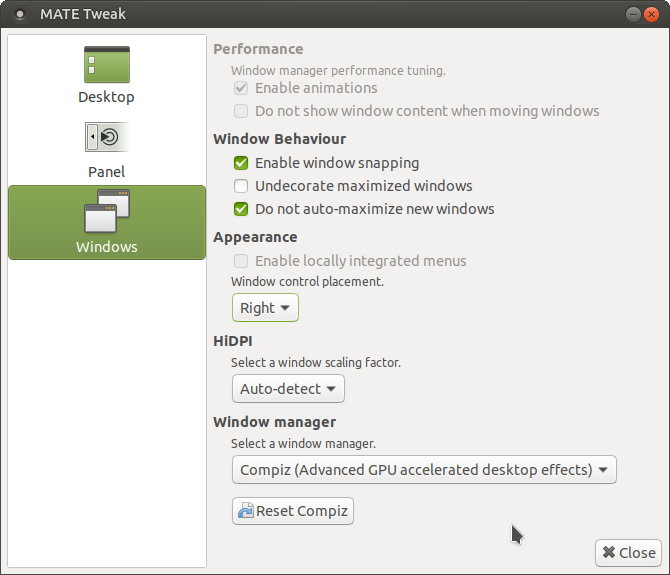 MATE Tweak
Desktop
Panel
Windows
Performance
Window manager performance tuning.
Enable animations
Do not show window content when moving windows
Window Behaviour
Enable window snapping
Undecorate maximized windows
Do not auto-maximize new windows
Appearance
Enable locally integrated menus
Window control placement.
Right
HiDPI
Select a window scaling factor.
Auto-detect
Window manager
Select a window manager.
Compiz (Advanced GPU accelerated desktop effects)
Reset Compiz
Close